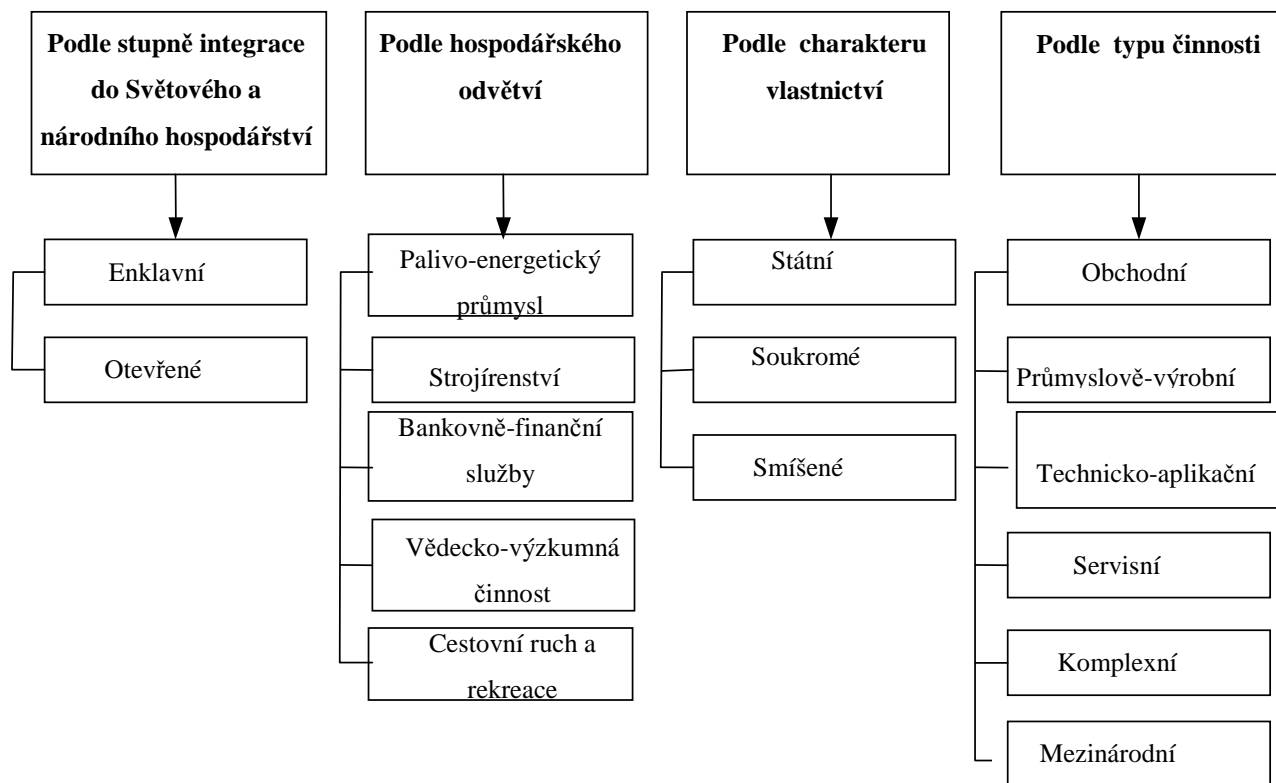 Podle stupně integrace
do Světového a
národního hospodářství
Enklavní
Otevřené
Podle hospodářského
odvětví
Palivo-energetický
průmysl
Strojírenství
Bankovně-finanční
služby
Vědecko-výzkumná
činnost
Cestovní ruch a
rekreace
Podle charakteru
vlastnictví
Státní
Soukromé
Smíšené
Podle typu činnosti
Obchodní
Průmyslově-výrobní
Technicko-aplikační
Servisní
Komplexní
Mezinárodní